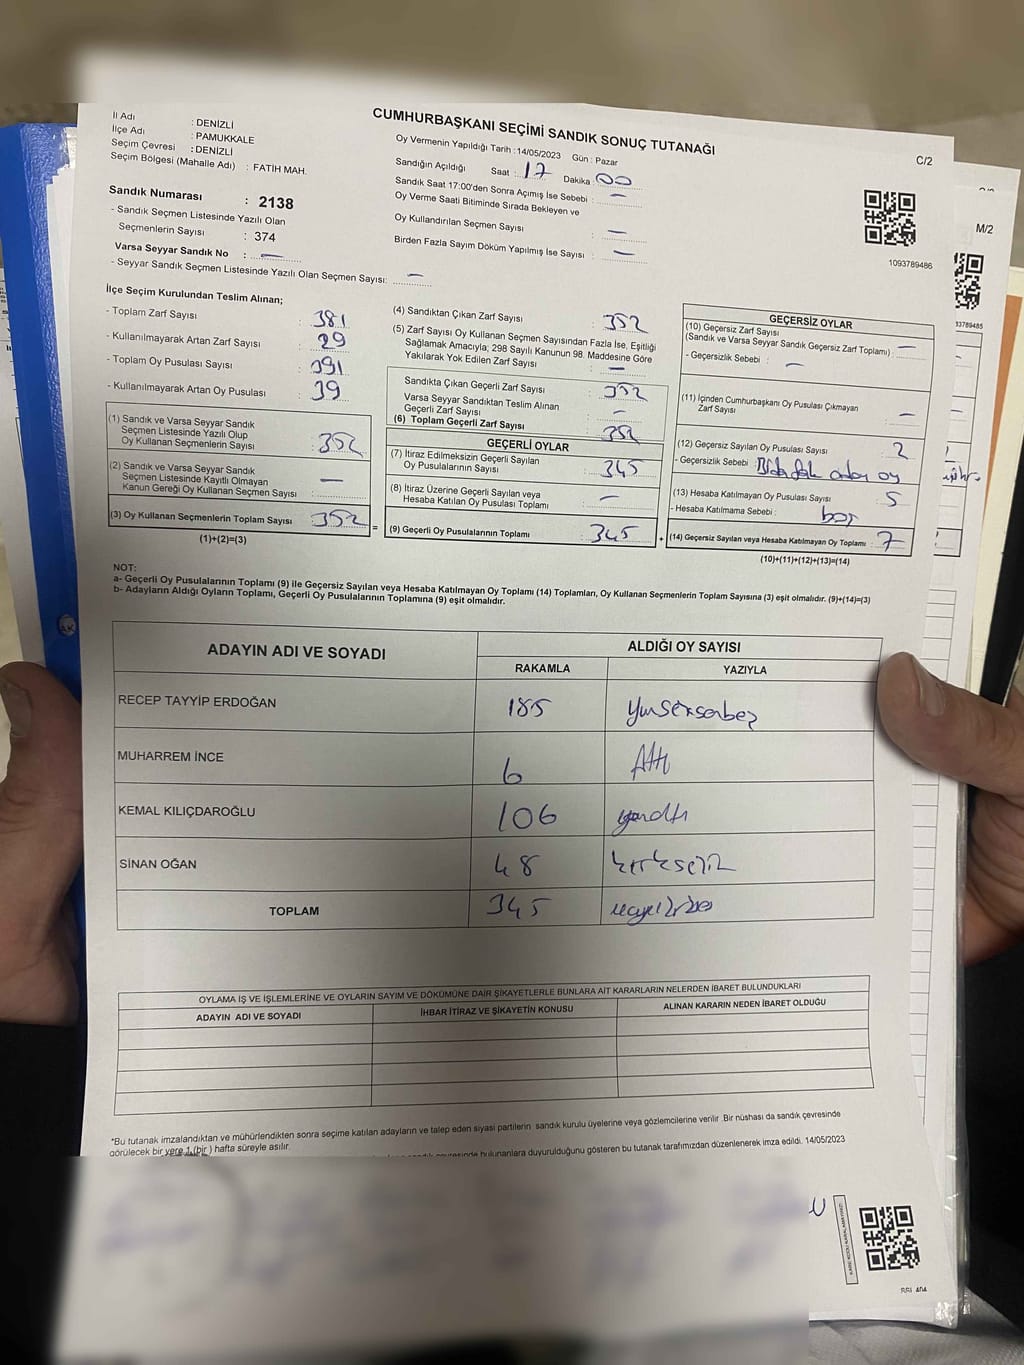 CUMHURBAŞKANI SEÇİMİ SANDIK SONUÇ TUTANAĞI
C/2
İl Adı : DENİZLİ
İlçe Adı : PAMUKKALE
Seçim Çevresi : DENİZLİ
Seçim Bölgesi (Mahalle Adı) : FATİH MAH.
Sandık Numarası : 2138
- Sandık Seçmen Listesinde Yazılı Olan
Seçmenlerin Sayısı : 374
Varsa Seyyar Sandık No : —
- Seyyar Sandık Seçmen Listesinde Yazılı Olan Seçmen Sayısı: —
Oy Vermenin Yapıldığı Tarih : 14/05/2023 Gün : Pazar
Sandığın Açıldığı Saat : 17 Dakika : 00
Sandık Saat 17:00'den Sonra Açımış İse Sebebi : —
Oy Verme Saati Bitiminde Sırada Bekleyen ve
Oy Kullandırılan Seçmen Sayısı —
Birden Fazla Sayım Döküm Yapılmış İse Sayısı : —
1093789486
M/2
İlçe Seçim Kurulundan Teslim Alınan;
- Toplam Zarf Sayısı : 381
- Kullanılmayarak Artan Zarf Sayısı : 29
- Toplam Oy Pusulası Sayısı : 391
- Kullanılmayarak Artan Oy Pusulası : 39
(1) Sandık ve Varsa Seyyar Sandık
Seçmen Listesinde Yazılı Olup
Oy Kullanan Seçmenlerin Sayısı : 352
(2) Sandık ve Varsa Seyyar Sandık
Seçmen Listesinde Kayıtlı Olmayan
Kanun Gereği Oy Kullanan Seçmen Sayısı : —
(3) Oy Kullanan Seçmenlerin Toplam Sayısı : 352 =
(1)+(2)=(3)
(4) Sandıktan Çıkan Zarf Sayısı : 352
(5) Zarf Sayısı Oy Kullanan Seçmen Sayısından Fazla İse, Eşitliği
Sağlamak Amacıyla; 298 Sayılı Kanunun 98. Maddesine Göre
Yakılarak Yok Edilen Zarf Sayısı : —
Sandıkta Çıkan Geçerli Zarf Sayısı : 352
Varsa Seyyar Sandıktan Teslim Alınan
Geçerli Zarf Sayısı : —
(6) Toplam Geçerli Zarf Sayısı : 352
GEÇERLİ OYLAR
(7) İtiraz Edilmeksizin Geçerli Sayılan
Oy Pusulalarının Sayısı : 345
(8) İtiraz Üzerine Geçerli Sayılan veya
Hesaba Katılan Oy Pusulası Toplamı : —
(9) Geçerli Oy Pusulalarının Toplamı : 345 +
GEÇERSİZ OYLAR
(10) Geçersiz Zarf Sayısı
(Sandık ve Varsa Seyyar Sandık Geçersiz Zarf Toplamı) : —
- Geçersizlik Sebebi : —
(11) İçinden Cumhurbaşkanı Oy Pusulası Çıkmayan
Zarf Sayısı : —
(12) Geçersiz Sayılan Oy Pusulası Sayısı : 2
- Geçersizlik Sebebi : oy
(13) Hesaba Katılmayan Oy Pusulası Sayısı : 5
- Hesaba Katılmama Sebebi : boş
(14) Geçersiz Sayılan veya Hesaba Katılmayan Oy Toplamı : 7
(10)+(11)+(12)+(13)=(14)
NOT:
a- Geçerli Oy Pusulalarının Toplamı (9) ile Geçersiz Sayılan veya Hesaba Katılmayan Oy Toplamı (14) Toplamları, Oy Kullanan Seçmenlerin Toplam Sayısına (3) eşit olmalıdır. (9)+(14)=(3)
b- Adayların Aldığı Oyların Toplamı, Geçerli Oy Pusulalarının Toplamına (9) eşit olmalıdır.
ADAYIN ADI VE SOYADI ALDIĞI OY SAYISI
RAKAMLA YAZIYLA
RECEP TAYYİP ERDOĞAN 185 yüzseksenbeş
MUHARREM İNCE 6 Altı
KEMAL KILIÇDAROĞLU 106 yüzaltı
SİNAN OĞAN 48 kırksekiz
TOPLAM 345 üçyüzkırkbeş
OYLAMA İŞ VE İŞLEMLERİNE VE OYLARIN SAYIM VE DÖKÜMÜNE DAİR ŞİKAYETLERLE BUNLARA AİT KARARLARIN NELERDEN İBARET BULUNDUKLARI
ADAYIN ADI VE SOYADI İHBAR İTİRAZ VE ŞİKAYETİN KONUSU ALINAN KARARIN NEDEN İBARET OLDUĞU
*Bu tutanak imzalandıktan ve mühürlendikten sonra seçime katılan adayların ve talep eden siyasi partilerin sandık kurulu üyelerine veya gözlemcilerine verilir .Bir nüshası da sandık çevresinde
görülecek bir yere 1 (bir ) hafta süreyle asılır.
bulunanlara duyurulduğunu gösteren bu tutanak tarafımızdan düzenlenerek imza edildi. 14/05/2023